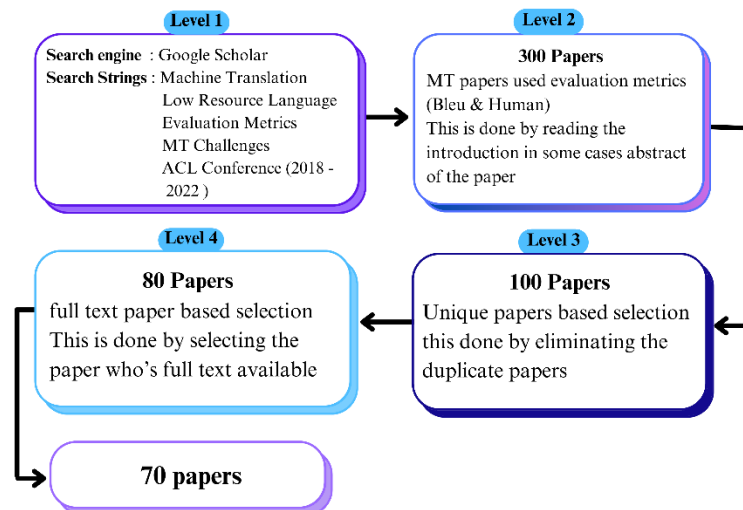 Level 1
Search engine : Google Scholar
Search Strings : Machine Translation
Low Resource Language
Evaluation Metrics
MT Challenges
ACL Conference (2018 -
2022 )
Level 2
300 Papers
MT papers used evaluation metrics
(Bleu & Human)
This is done by reading the
introduction in some cases abstract
of the paper
Level 3
100 Papers
Unique papers based selection
this done by eliminating the
duplicate papers
Level 4
80 Papers
full text paper based selection
This is done by selecting the
paper who's full text available
70 papers